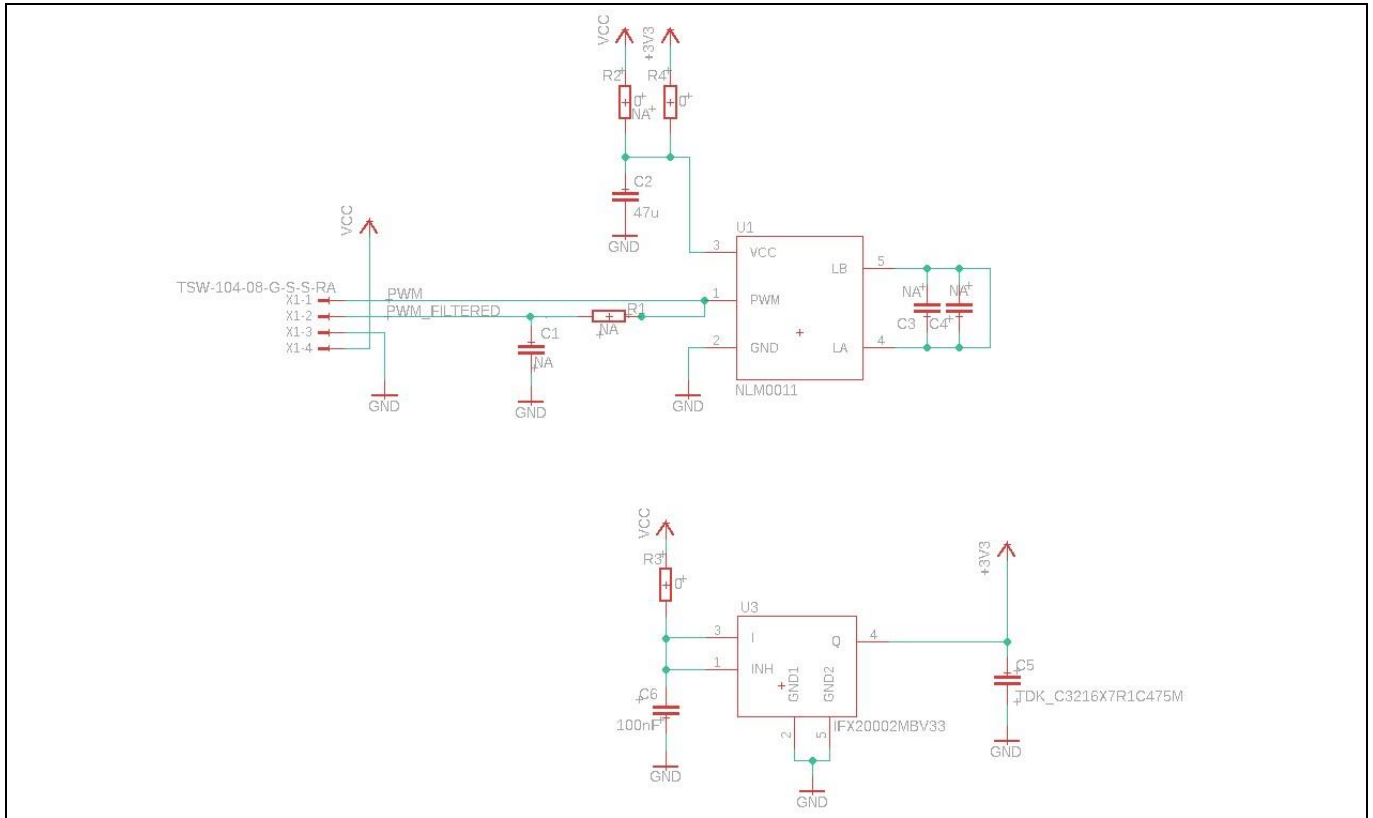 VCC
+3V3
R2
R4
0
NA
0
C2
47u
GND
VCC
U1
3
VCC
LB
5
TSW-104-08-G-S-S-RA
X1-1
PWM
1
PWM
NA
NA
X1-2
PWM_FILTERED
R1
NA
C3
C4
X1-3
C1
X1-4
NA
2
GND
LA
4
GND
GND
GND
NLM0011
VCC
+3V3
R3
0
U3
3
I
Q
4
1
INH
GND1
GND2
C5
TDK_C3216X7R1C475M
C6
100nF
2
5
IFX20002MBV33
GND
GND
GND